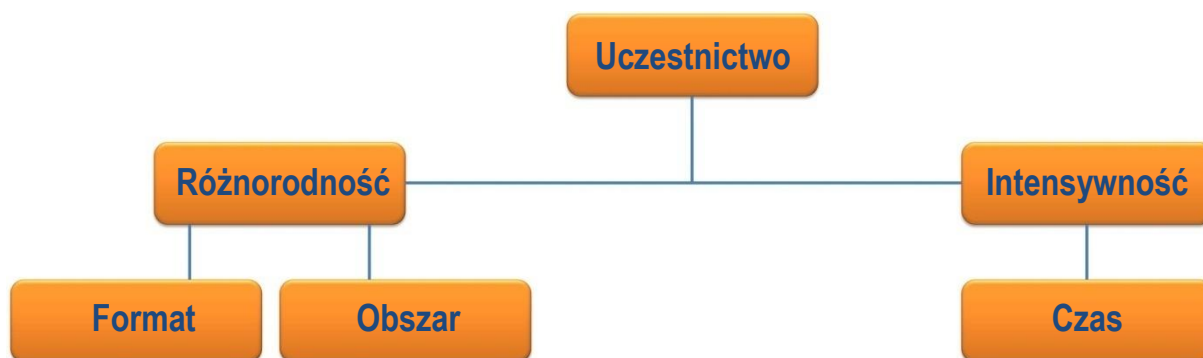 Uczestnictwo
Różnorodność
Intensywność
Format
Obszar
Czas